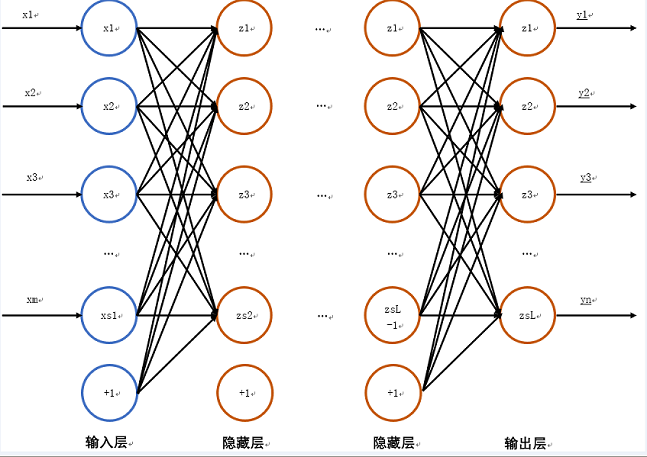 x1 x1 z1 ... z1 z1 y1
x2 x2 z2 ... z2 z2 y2
x3 x3 z3 ... z3 z3 y3
... ... ... ...
xm xs1 zs2 ... zsL
-1 zsL yn
+1 +1 +1
输入层 隐藏层 隐藏层 输出层